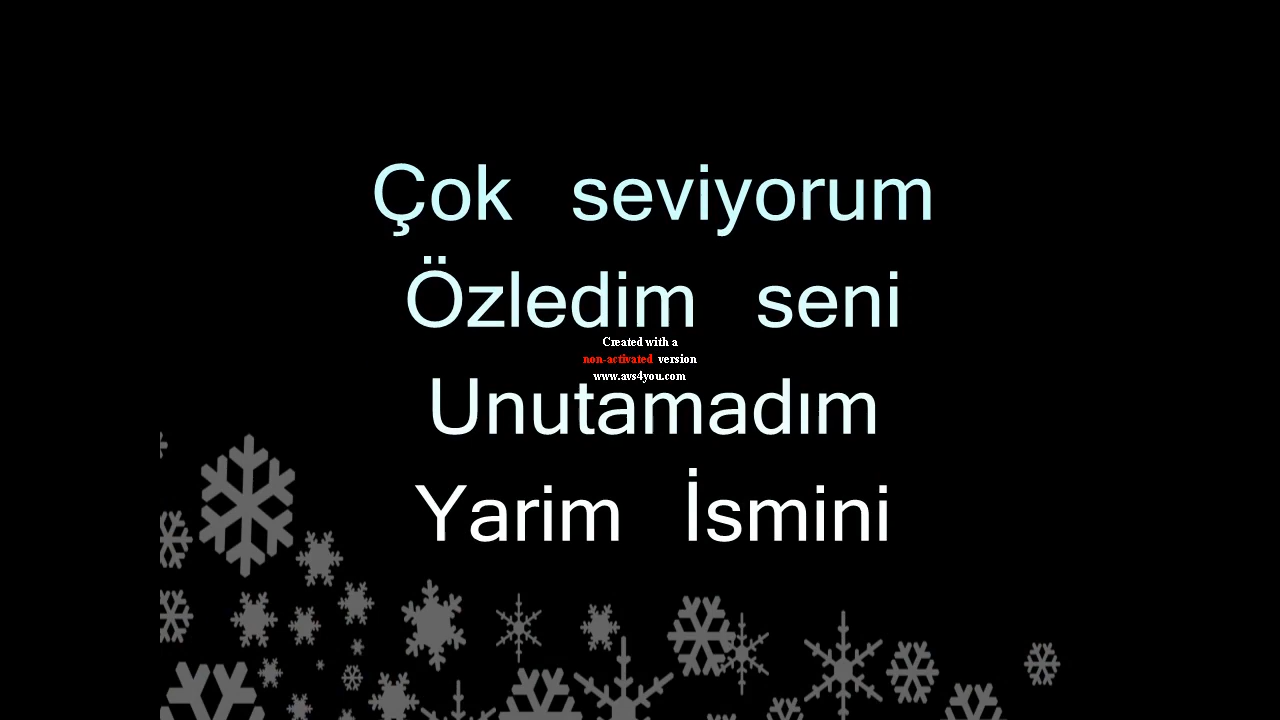 Çok seviyorum
Özledim seni
Created with a
non-activated version
www.avs4you.com
Unutamadım
Yarim İsmini